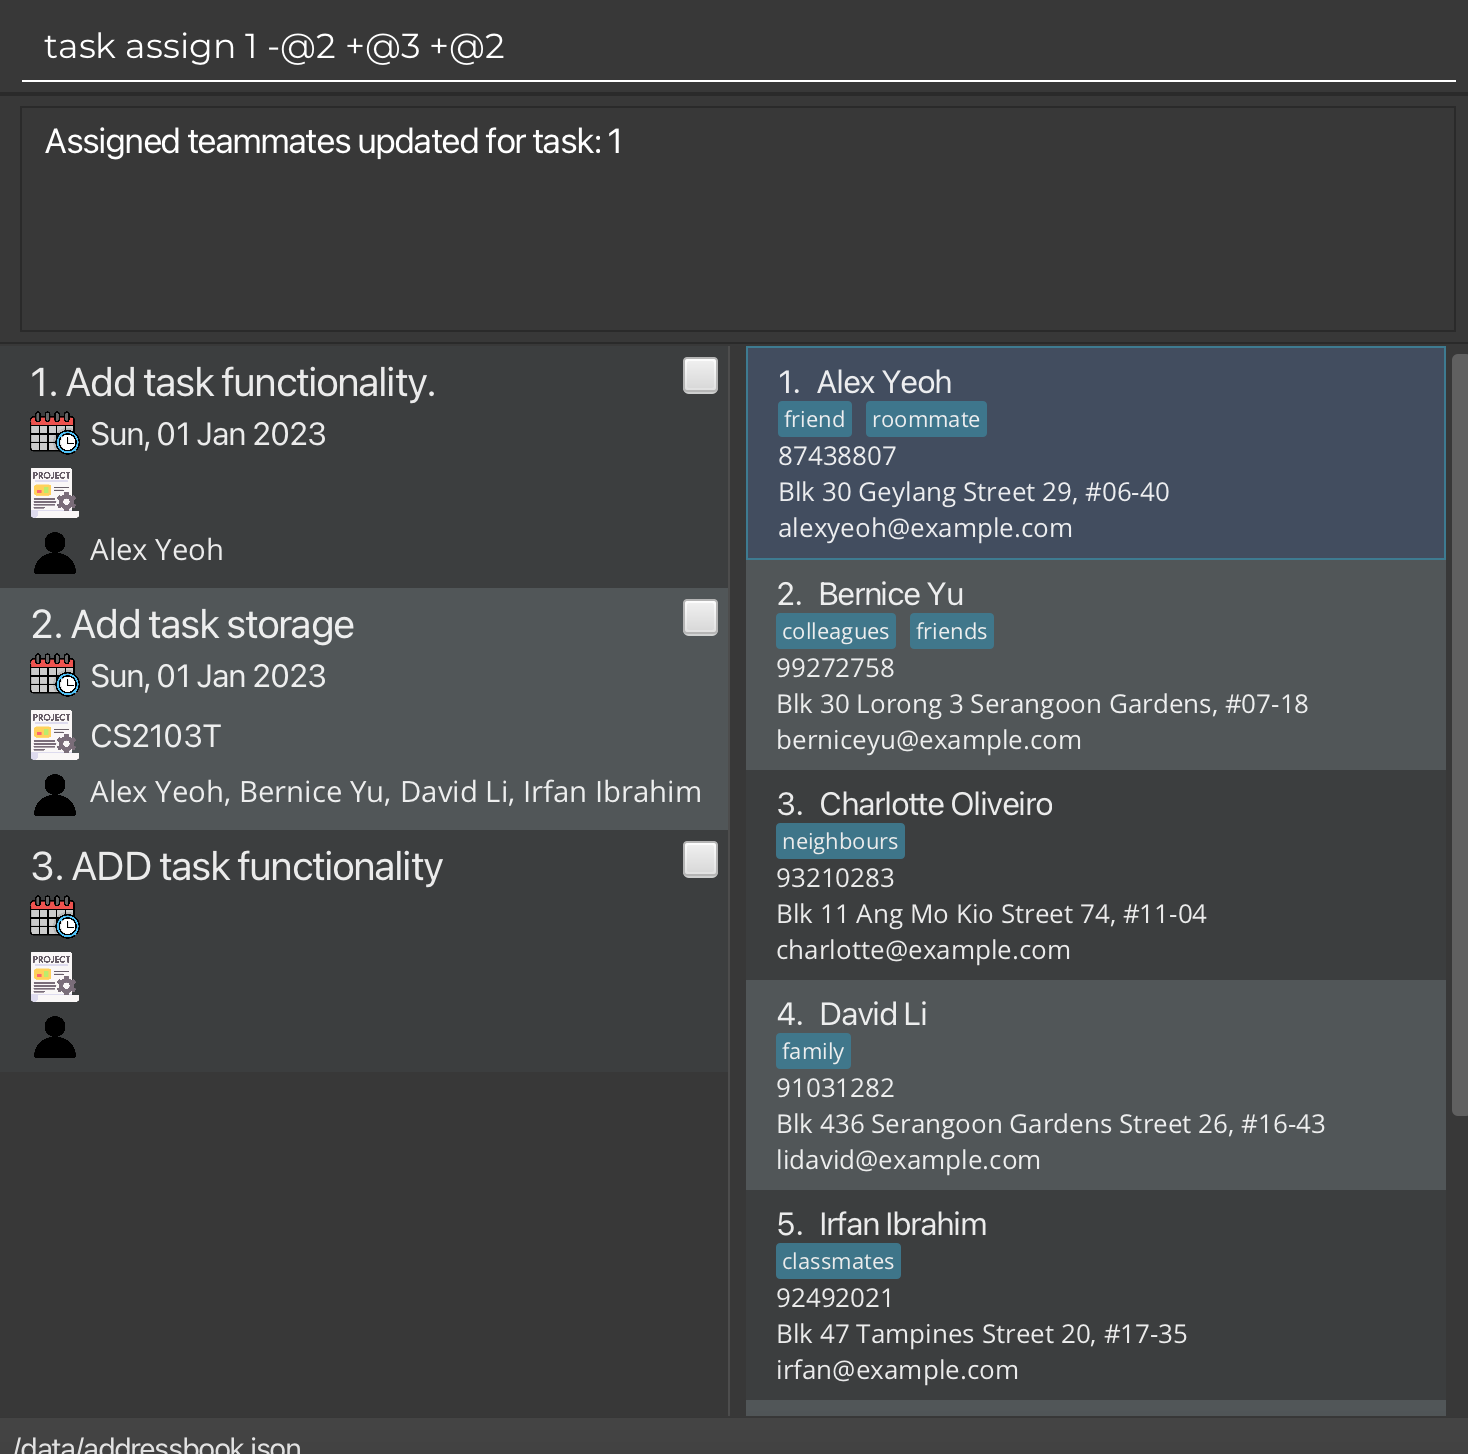 task assign 1 -@2 +@3 +@2
Assigned teammates updated for task: 1
1. Add task functionality.
Sun, 01 Jan 2023
PROJECT
Alex Yeoh
2. Add task storage
Sun, 01 Jan 2023
PROJECT
CS2103T
Alex Yeoh, Bernice Yu, David Li, Irfan Ibrahim
3. ADD task functionality
PROJECT
1. Alex Yeoh
friend roommate
87438807
Blk 30 Geylang Street 29, #06-40
alexyeoh@example.com
2. Bernice Yu
colleagues friends
99272758
Blk 30 Lorong 3 Serangoon Gardens, #07-18
berniceyu@example.com
3. Charlotte Oliveiro
neighbours
93210283
Blk 11 Ang Mo Kio Street 74, #11-04
charlotte@example.com
4. David Li
family
91031282
Blk 436 Serangoon Gardens Street 26, #16-43
lidavid@example.com
5. Irfan Ibrahim
classmates
92492021
Blk 47 Tampines Street 20, #17-35
irfan@example.com
/data/addressbook.json